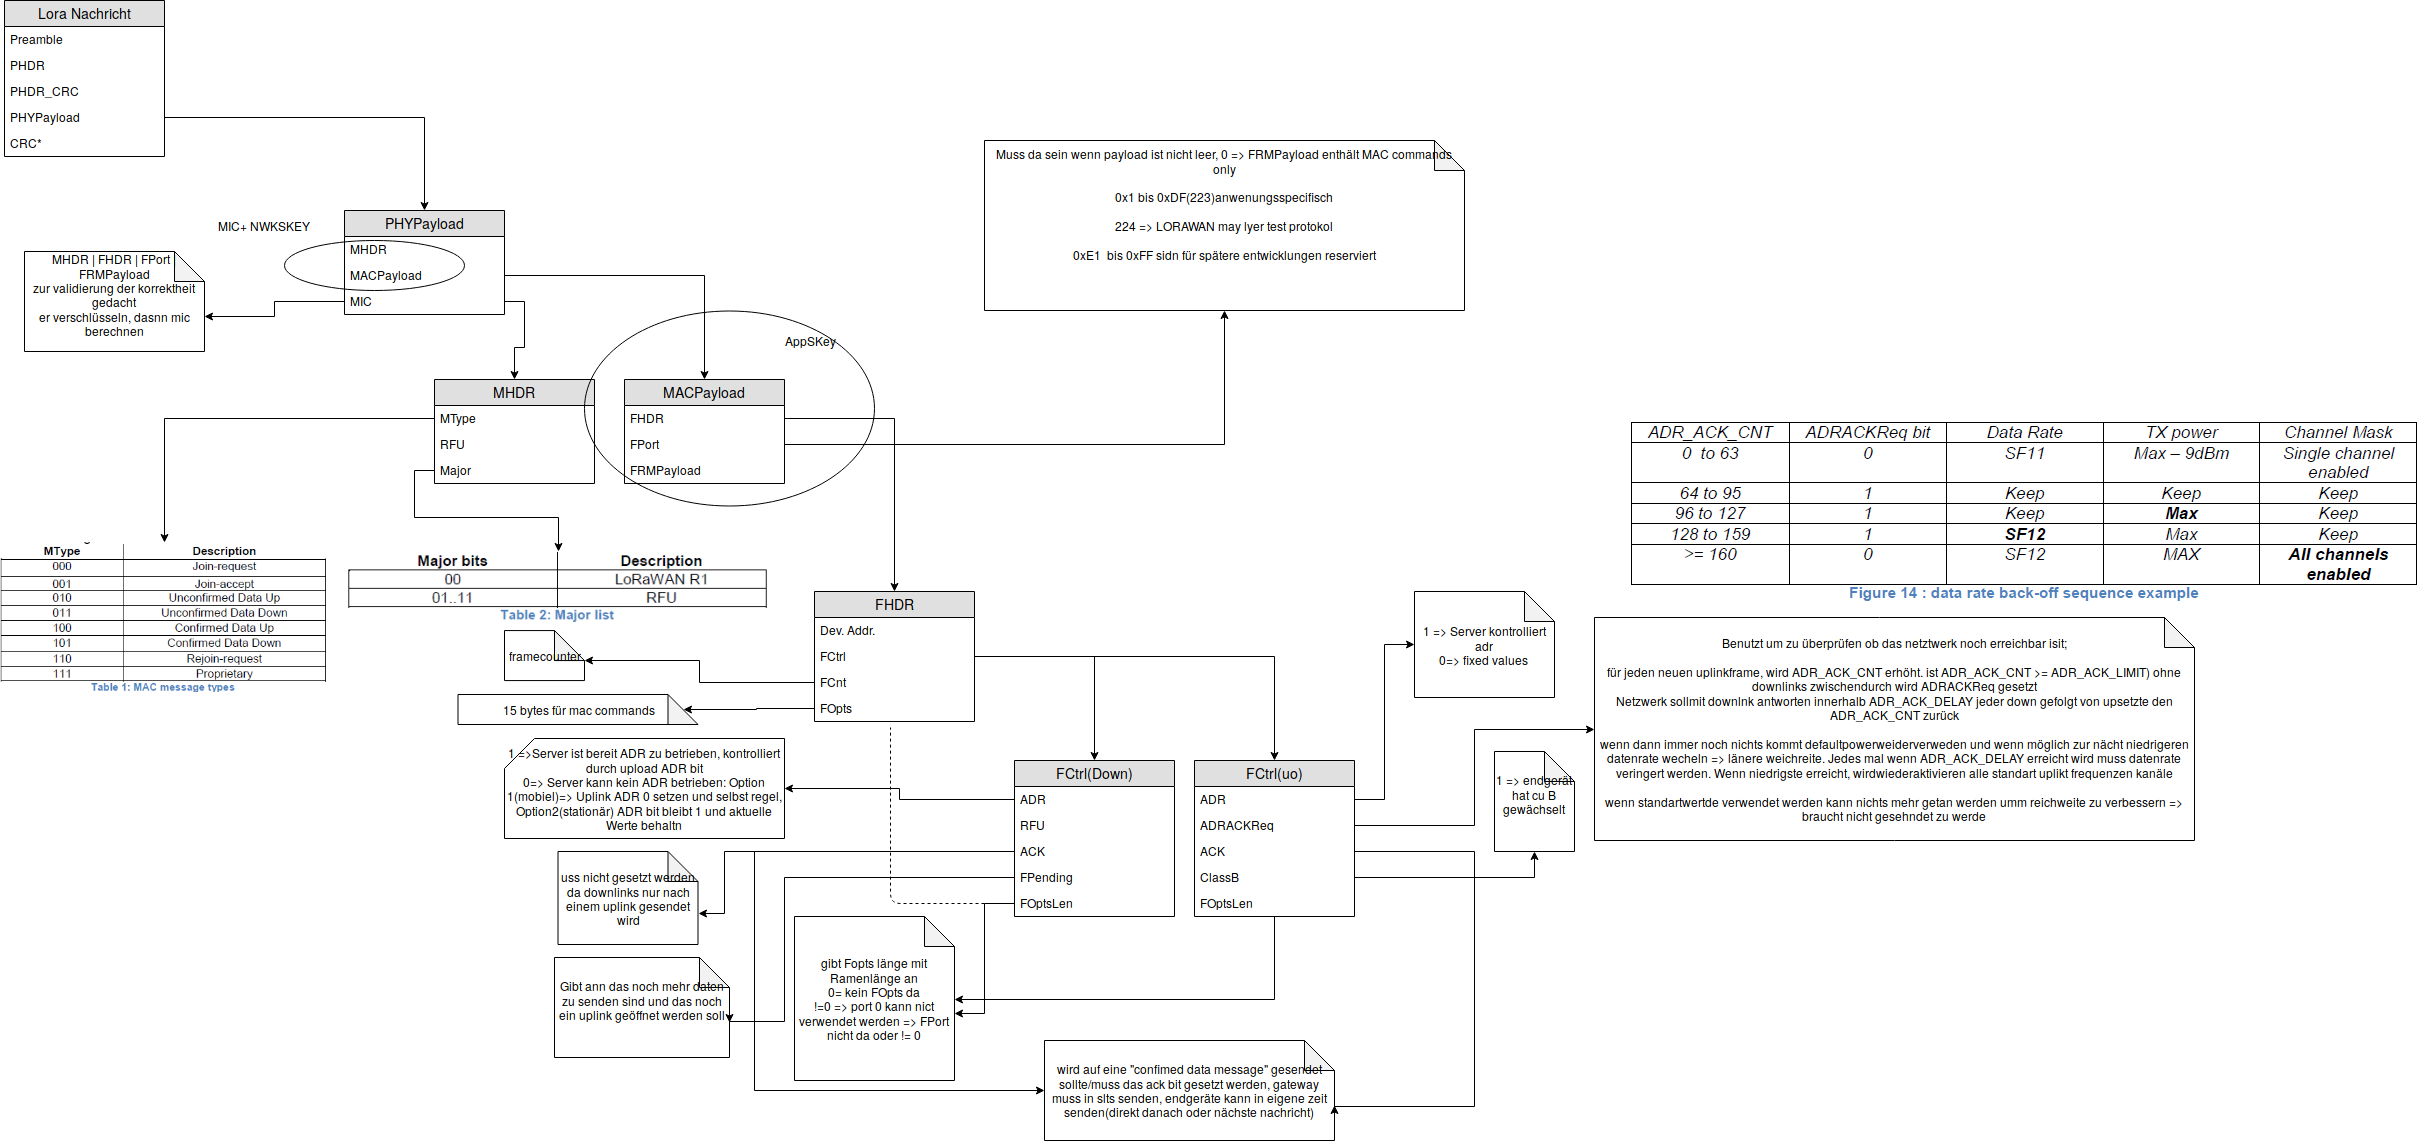 Lora Nachricht
Preamble
PHDR
PHDR_CRC
PHYPayload
CRC*
Muss da sein wenn payload ist nicht leer, 0 => FRMPayload enthält MAC commands
only
0x1 bis 0xDF(223)anwenungsspecifisch
224 => LORAWAN may lyer test protokol
0xE1  bis 0xFF sidn für spätere entwicklungen reserviert
MIC+ NWKSKEY
PHYPayload
MHDR
MACPayload
MIC
MHDR | FHDR | FPort
FRMPayload
zur validierung der korrektheit
gedacht
er verschlüsseln, dasnn mic
berechnen
AppSKey
MHDR
MType
RFU
Major
MACPayload
FHDR
FPort
FRMPayload
ADR_ACK_CNT ADRACKReq bit Data Rate TX power Channel Mask
0 to 63 0 SF11 Max – 9dBm Single channel
enabled
64 to 95 1 Keep Keep Keep
96 to 127 1 Keep Max Keep
128 to 159 1 SF12 Max Keep
>= 160 0 SF12 MAX All channels
enabled
Figure 14 : data rate back-off sequence example
MType Description
000 Join-request
001 Join-accept
010 Unconfirmed Data Up
011 Unconfirmed Data Down
100 Confirmed Data Up
101 Confirmed Data Down
110 Rejoin-request
111 Proprietary
Table 1: MAC message types
Major bits Description
00 LoRaWAN R1
01..11 RFU
Table 2: Major list
FHDR
Dev. Addr.
FCtrl
FCnt
FOpts
framecounter
15 bytes für mac commands
1 =>Server ist bereit ADR zu betrieben, kontrolliert
durch upload ADR bit
0=> Server kann kein ADR betrieben: Option
1(mobiel)=> Uplink ADR 0 setzen und selbst regel,
Option2(stationär) ADR bit bleibt 1 und aktuelle
Werte behaltn
FCtrl(Down)
ADR
RFU
ACK
FPending
FOptsLen
FCtrl(uo)
ADR
ADRACKReq
ACK
ClassB
FOptsLen
1 => Server kontrolliert
adr
0=> fixed values
1 => endgerät
hat cu B
gewächselt
Benutzt um zu überprüfen ob das netztwerk noch erreichbar isit;
für jeden neuen uplinkframe, wird ADR_ACK_CNT erhöht. ist ADR_ACK_CNT >= ADR_ACK_LIMIT) ohne
downlinks zwischendurch wird ADRACKReq gesetzt
Netzwerk sollmit downlnk antworten innerhalb ADR_ACK_DELAY jeder down gefolgt von upsetzte den
ADR_ACK_CNT zurück
wenn dann immer noch nichts kommt defaultpowerweiderverweden und wenn möglich zur nächt niedrigeren
datenrate wecheln => länere weichreite. Jedes mal wenn ADR_ACK_DELAY erreicht wird muss datenrate
veringert werden. Wenn niedrigste erreicht, wirdwiederaktivieren alle standart uplikt frequenzen kanäle
wenn standartwertde verwendet werden kann nichts mehr getan werden umm reichweite zu verbessern =>
braucht nicht gesehndet zu werde
uss nicht gesetzt werden,
da downlinks nur nach
einem uplink gesendet
wird
Gibt ann das noch mehr daten
zu senden sind und das noch
ein uplink geöffnet werden soll
gibt Fopts länge mit
Ramenlänge an
0= kein FOpts da
!=0 => port 0 kann nict
verwendet werden => FPort
nicht da oder != 0
wird auf eine "confimed data message" gesendet
sollte/muss das ack bit gesetzt werden, gateway
muss in slts senden, endgeräte kann in eigene zeit
senden(direkt danach oder nächste nachricht)